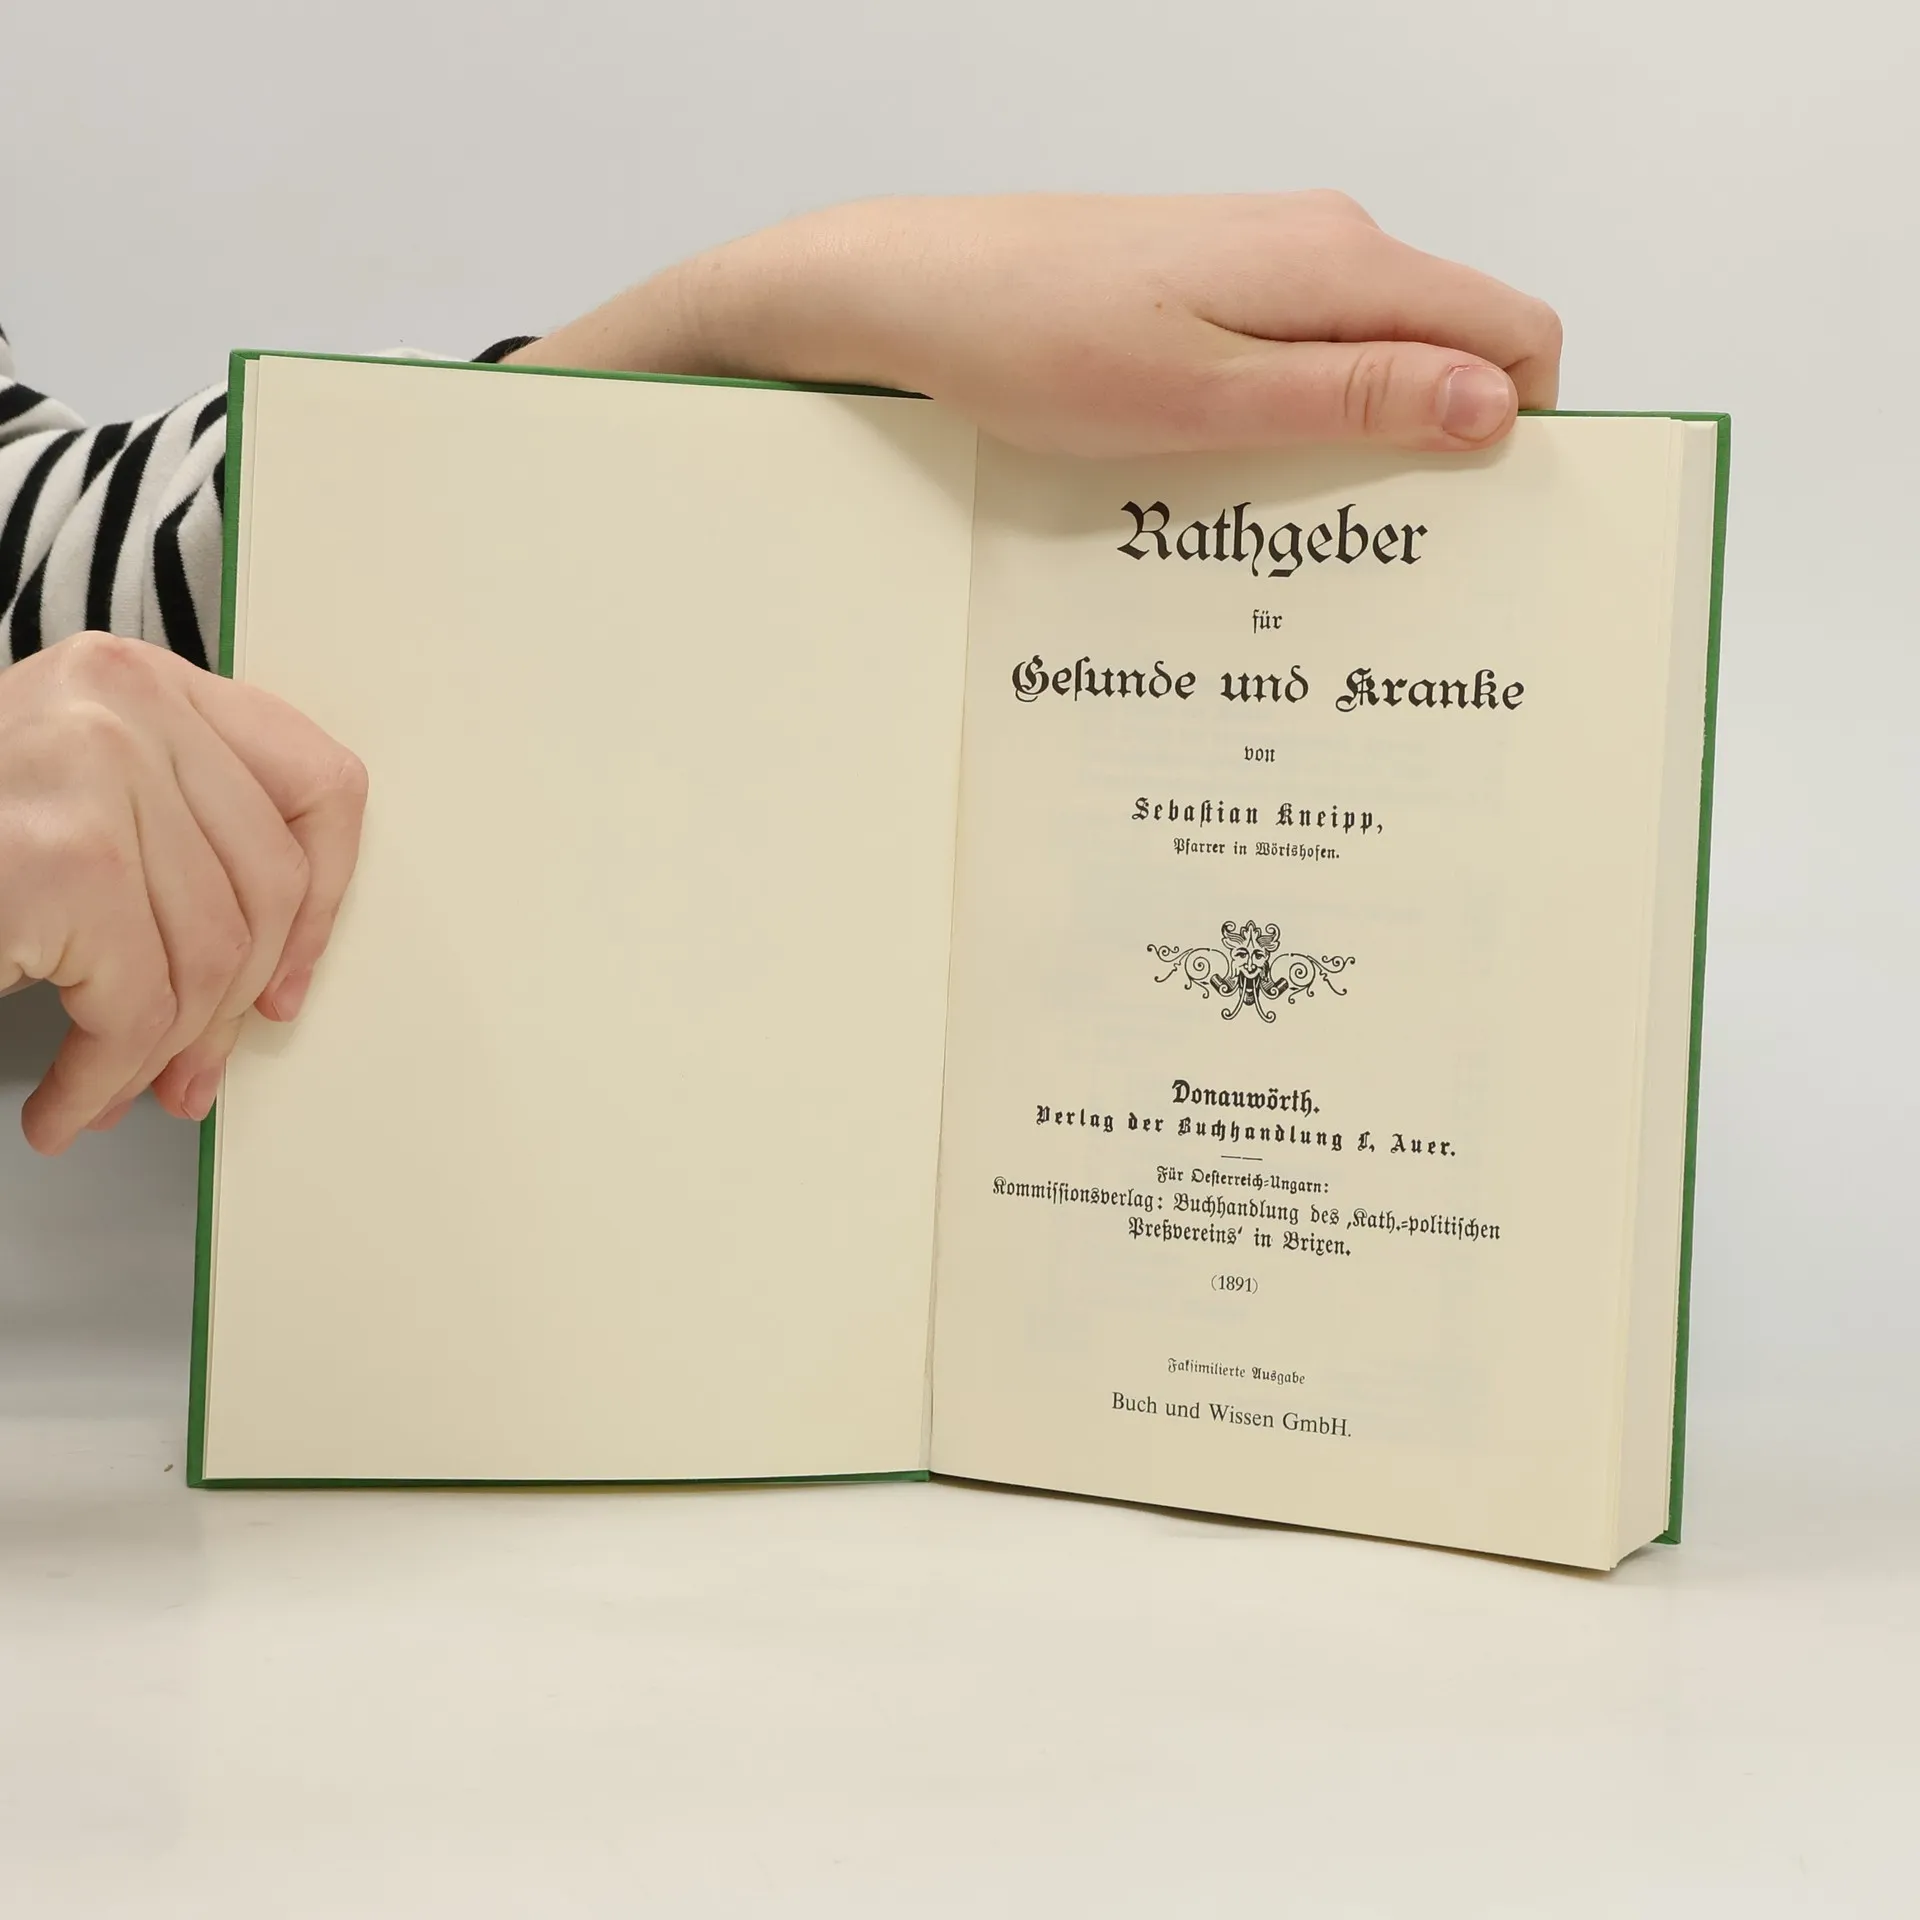 Rathgeber
für
Gesunde und Kranke
von
Sebastian Kneipp,
Pfarrer in Wörishofen.
Donauwörth.
Verlag der Buchhandlung L. Auer.
Für Oesterreich-Ungarn:
Kommissionsverlag: Buchhandlung des ‚Kath.-politischen
Preßvereins‘ in Brixen.
(1891)
Faksimilierte Ausgabe
Buch und Wissen GmbH.